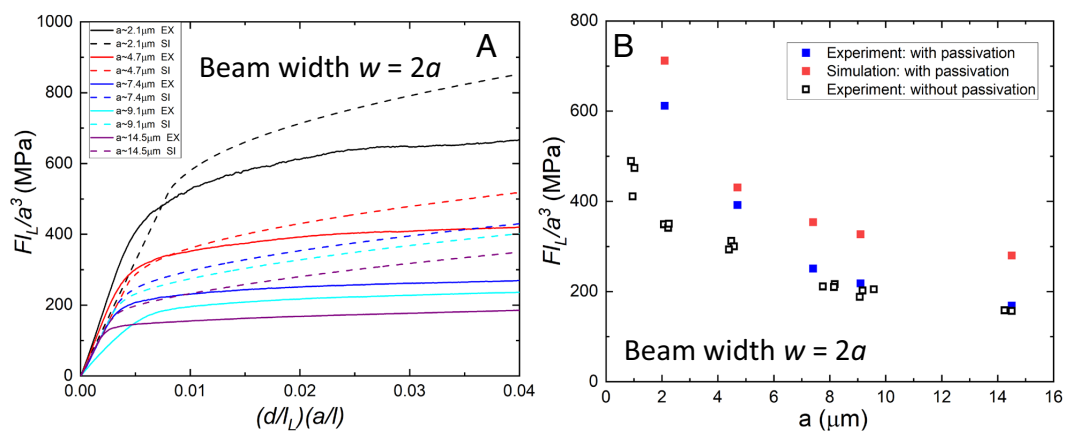 a~2.1μm EX
a~2.1μm SI
a~4.7μm EX
a~4.7μm SI
a~7.4μm EX
a~7.4μm SI
a~9.1μm EX
a~9.1μm SI
a~14.5μm EX
a~14.5μm SI
A
Beam width w = 2a
1000
800
600
400
200
0
Fl_L/a³ (MPa)
0.00
0.01
0.02
0.03
0.04
(d/l_L)(a/l)
B
Experiment: with passivation
Simulation: with passivation
Experiment: without passivation
Beam width w = 2a
800
600
400
200
0
Fl_L/a³ (MPa)
0
2
4
6
8
10
12
14
16
a (μm)